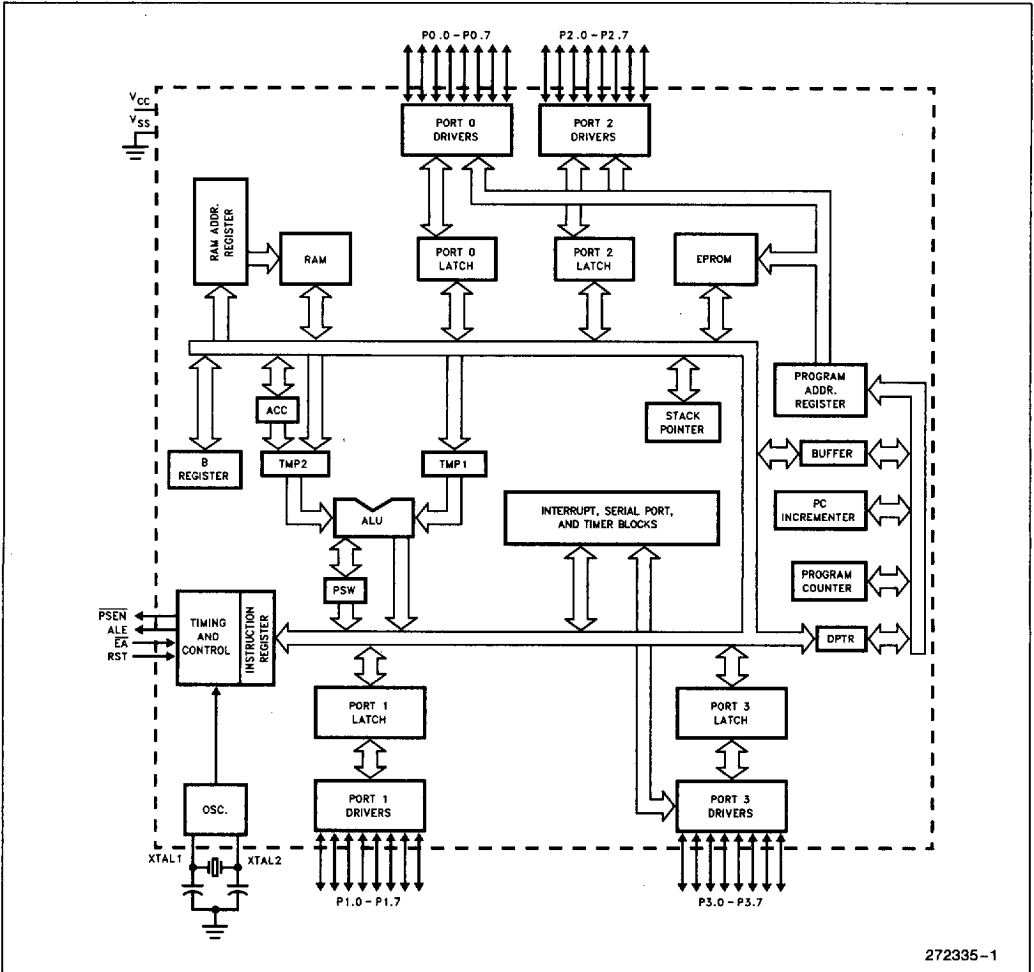 P0.0-P0.7
P2.0-P2.7
VCC
VSS
PORT 0
DRIVERS
PORT 2
DRIVERS
RAM ADDR.
REGISTER
RAM
PORT 0
LATCH
PORT 2
LATCH
EPROM
PROGRAM
ADDR.
REGISTER
ACC
STACK
POINTER
B
REGISTER
TMP2
TMP1
BUFFER
ALU
INTERRUPT, SERIAL PORT,
AND TIMER BLOCKS
PC
INCREMENTER
PSW
PROGRAM
COUNTER
PSEN
ALE
EA
RST
TIMING
AND
CONTROL
INSTRUCTION
REGISTER
DPTR
PORT 1
LATCH
PORT 3
LATCH
OSC.
PORT 1
DRIVERS
PORT 3
DRIVERS
XTAL1
XTAL2
P1.0-P1.7
P3.0-P3.7
272335-1